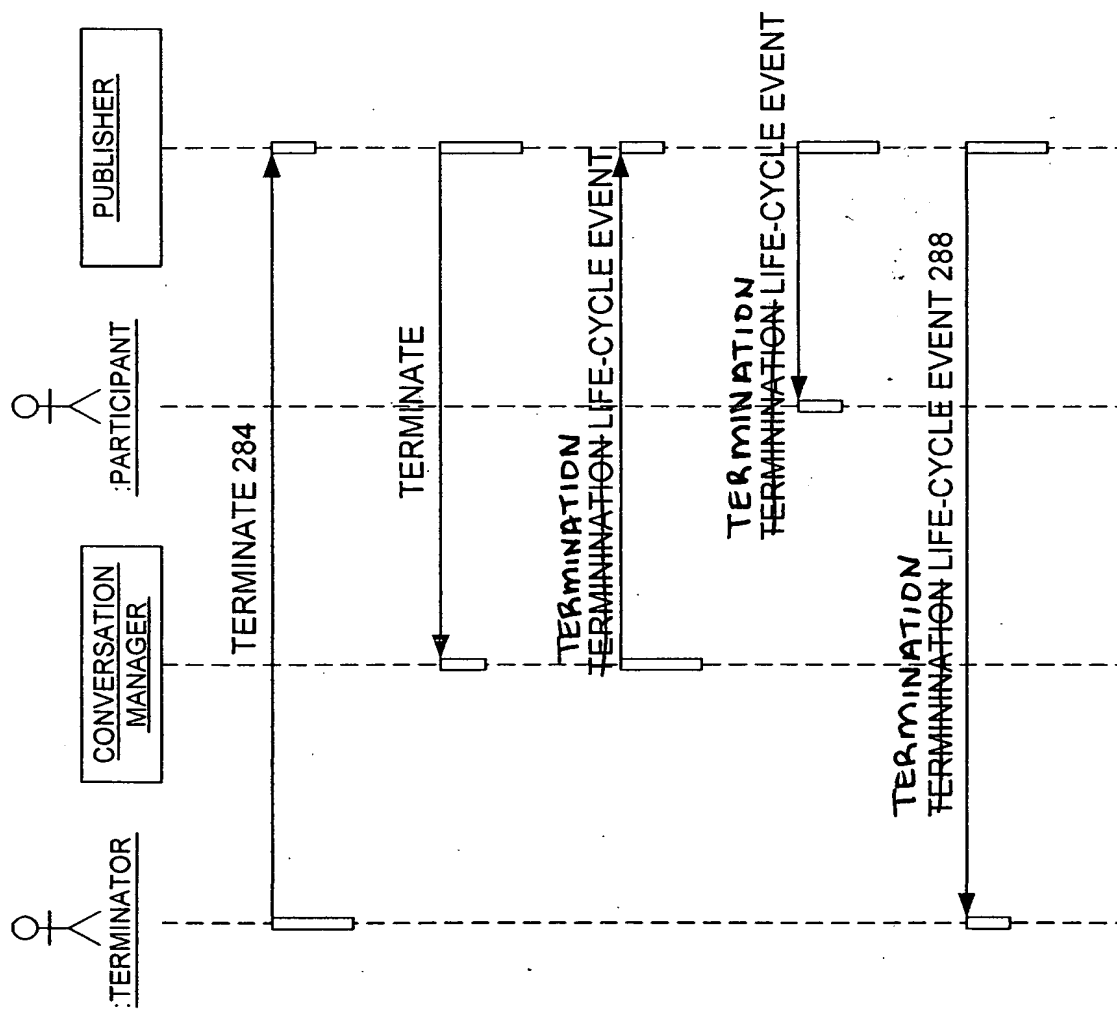 :TERMINATOR
CONVERSATION
MANAGER
:PARTICIPANT
PUBLISHER
TERMINATE 284
TERMINATE
TERMINATION
TERMININATION LIFE-CYCLE EVENT
TERMINATION
TERMININATION LIFE-CYCLE EVENT
TERMINATION
TERMININATION LIFE-CYCLE EVENT 288